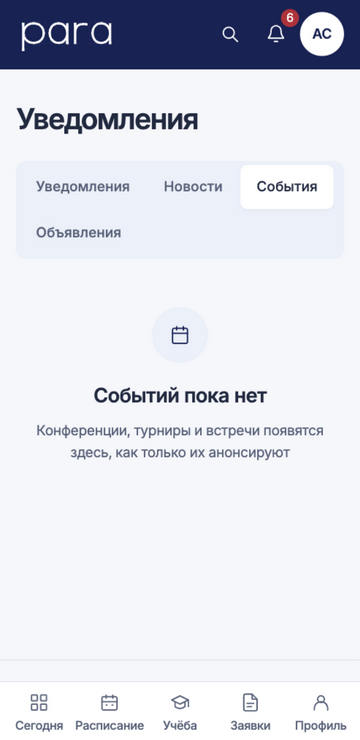 para
6
АС
Уведомления
Уведомления Новости События
Объявления
Событий пока нет
Конференции, турниры и встречи появятся
здесь, как только их анонсируют
Сегодня Расписание Учёба Заявки Профиль